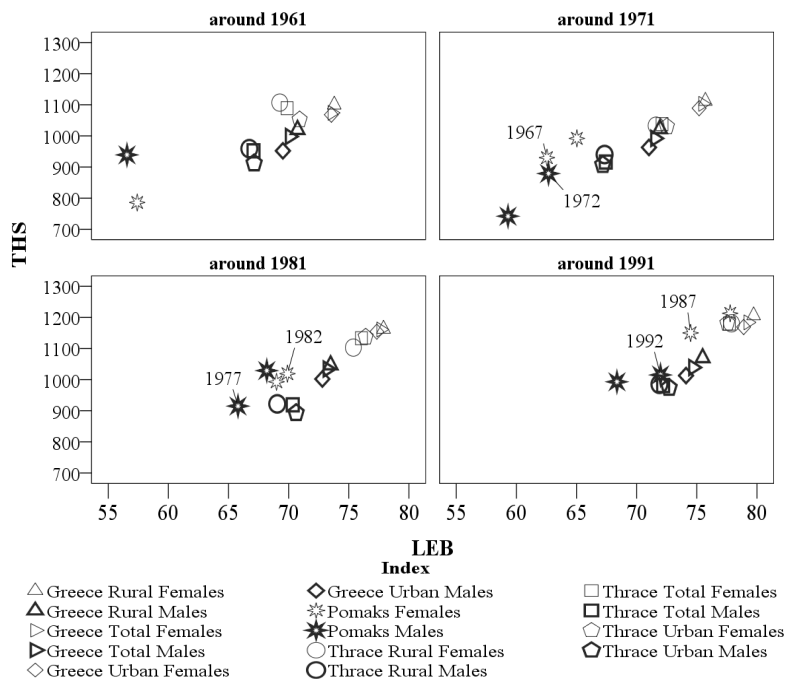 around 1961
around 1971
1300
1200
1100
1000
900
800
700
1967
1972
THS
around 1981
around 1991
1300
1200
1100
1000
900
800
700
1977
1982
1987
1992
55 60 65 70 75 80
55 60 65 70 75 80
LEB
Index
Greece Rural Females
Greece Rural Males
Greece Total Females
Greece Total Males
Greece Urban Females
Greece Urban Males
Pomaks Females
Pomaks Males
Thrace Rural Females
Thrace Rural Males
Thrace Total Females
Thrace Total Males
Thrace Urban Females
Thrace Urban Males